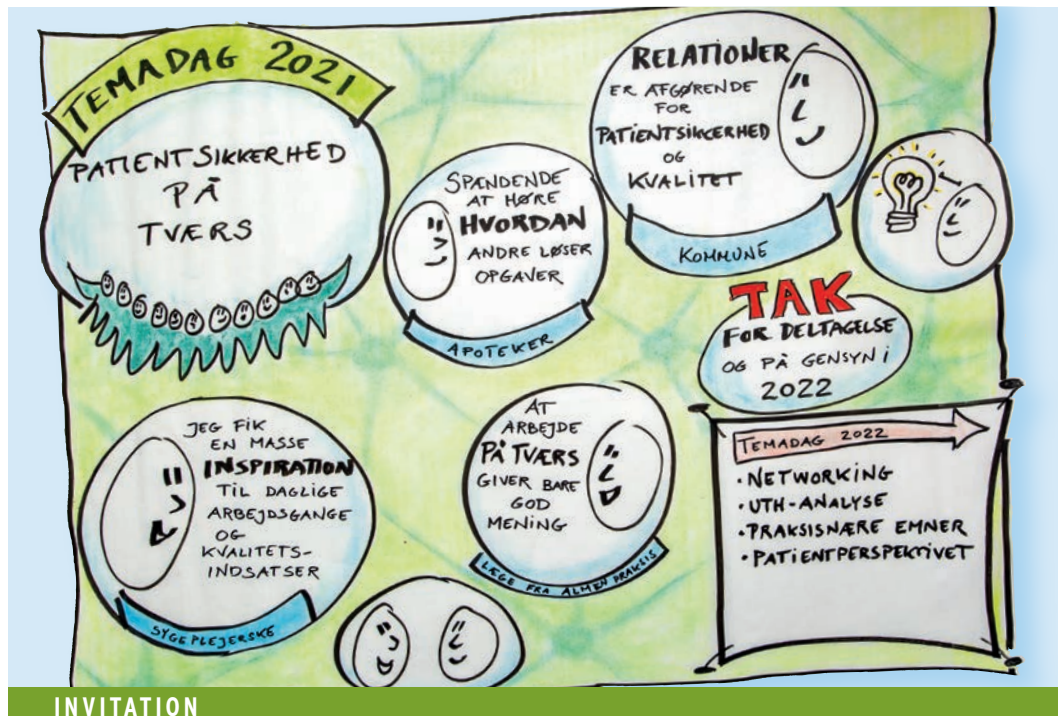 TEMADAG 2021
PATIENTSIKKERHED
PÅ
TVÆRS
SPÆNDENDE
AT HØRE
HVORDAN
ANDRE LØSER
OPGAVER
APOTEKER
RELATIONER
ER AFGØRENDE
FOR
PATIENTSIKKERHED
OG
KVALITET
KOMMUNE
TAK
FOR DELTAGELSE
OG PÅ GENSYN I
2022
JEG FIK
EN MASSE
INSPIRATION
TIL DAGLIGE
ARBEJDSGANGE
OG
KVALITETS-
INDSATSER
SYGEPLEJERSKE
AT
ARBEJDE
PÅ TVÆRS
GIVER BARE
GOD
MENING
LÆGE FRA ALMEN PRAKSIS
TEMADAG 2022
• NETWORKING
• UTH-ANALYSE
• PRAKSISNÆRE EMNER
• PATIENTPERSPEKTIVET
INVITATION